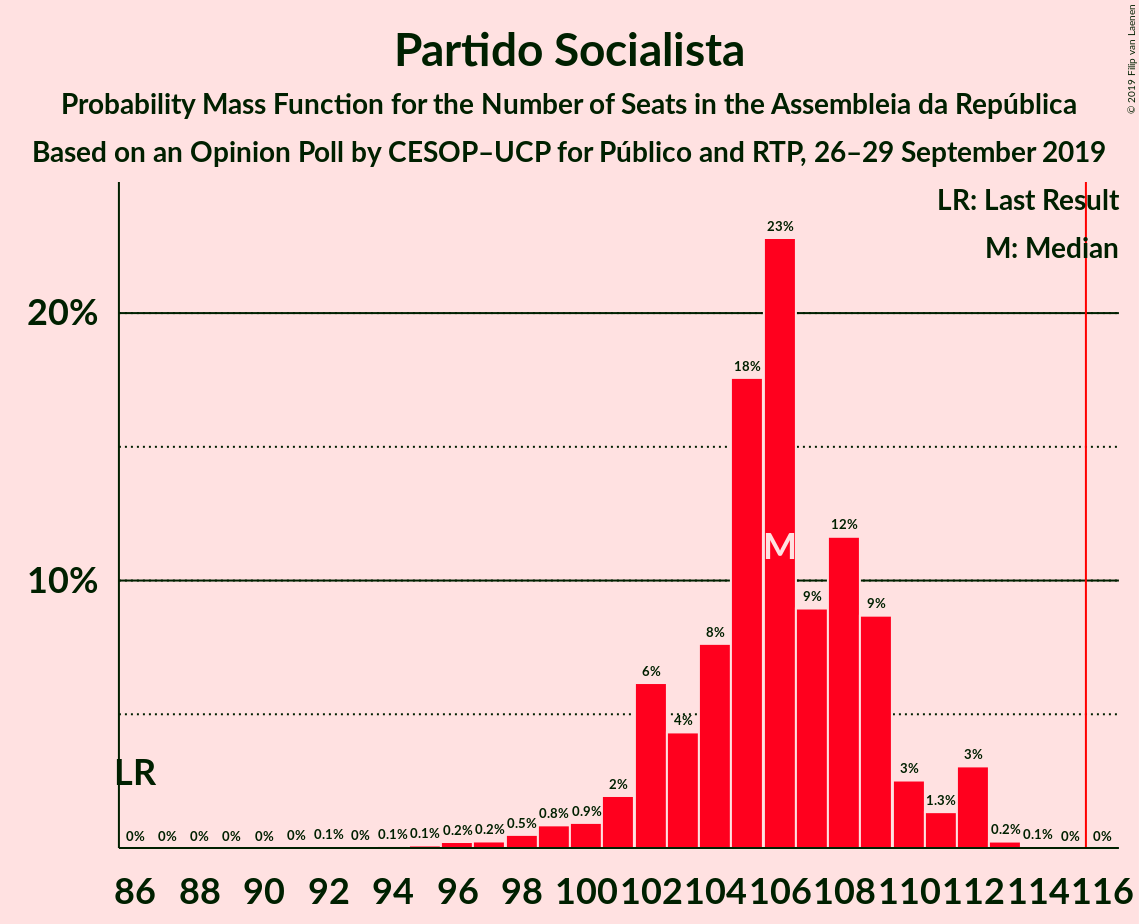 Partido Socialista
Probability Mass Function for the Number of Seats in the Assembleia da República
Based on an Opinion Poll by CESOP–UCP for Público and RTP, 26–29 September 2019
© 2019 Filip van Laenen
LR: Last Result
M: Median
20%
10%
LR
M
0% 0% 0% 0% 0% 0% 0.1% 0% 0.1% 0.1% 0.2% 0.2% 0.5% 0.8% 0.9% 2% 6% 4% 8% 18% 23% 9% 12% 9% 3% 1.3% 3% 0.2% 0.1% 0% 0%
86 88 90 92 94 96 98 100 102 104 106 108 110 112 114 116